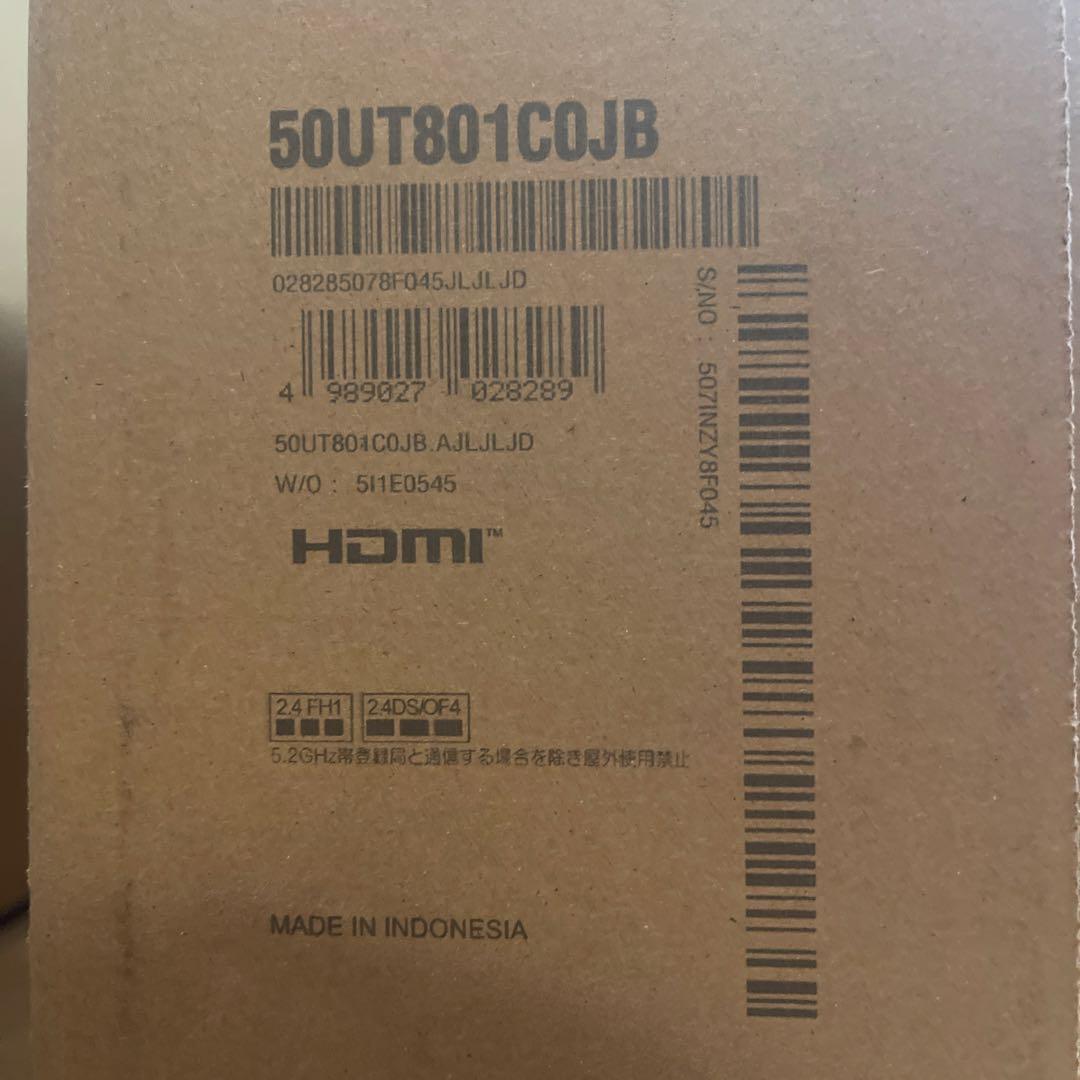 50UT801C0JB
028285078F045JLJLJD
S/NO : 507INZY8F045
4 989027 028289
50UT801C0JB.AJLJLJD
W/O : 5I1E0545
HDMI™
2.4 FH1 2.4DS/OF4
5.2GHz帯登録局と通信する場合を除き屋外使用禁止
MADE IN INDONESIA